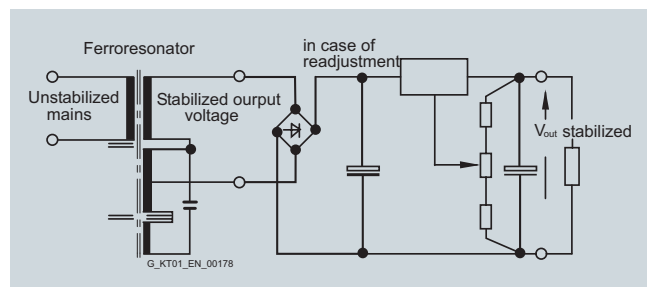 Ferroresonator
in case of
readjustment
Unstabilized
mains
Stabilized ourput
voltage
Vout stabilized
G_KT01_EN_00178